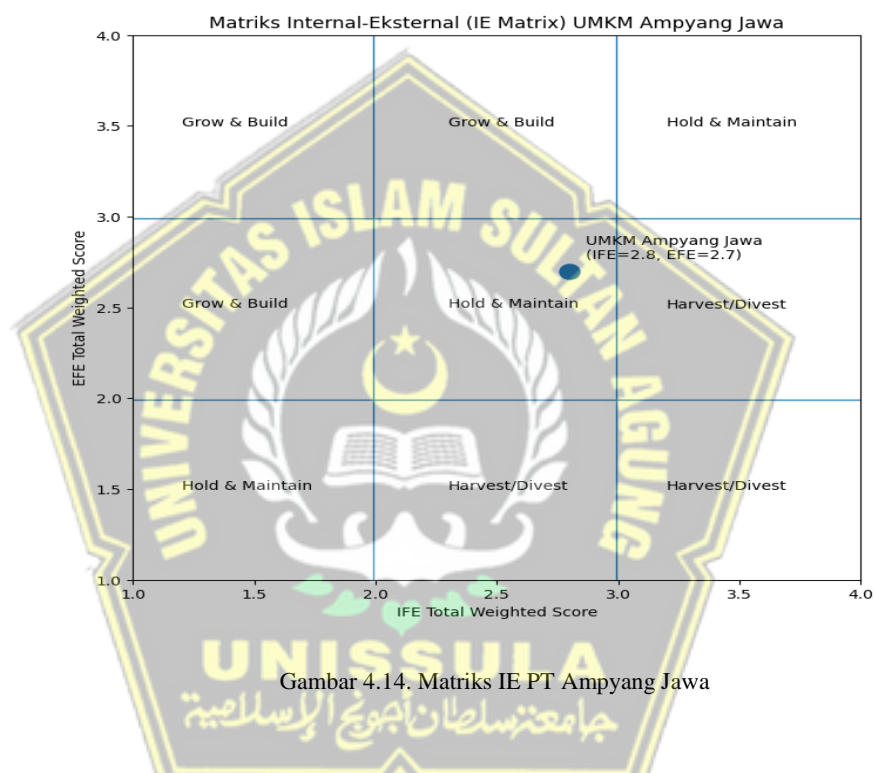 Matriks Internal-Eksternal (IE Matrix) UMKM Ampyang Jawa
4.0
Grow & Build Grow & Build Hold & Maintain
3.5
3.0
UMKM Ampyang Jawa
(IFE=2.8, EFE=2.7)
Grow & Build Hold & Maintain Harvest/Divest
2.5
2.0
Hold & Maintain Harvest/Divest Harvest/Divest
1.5
1.0
EFE Total Weighted Score
1.0 1.5 2.0 2.5 3.0 3.5 4.0
IFE Total Weighted Score
UNIVERSITAS ISLAM SULTAN AGUNG
UNISSULA
Gambar 4.14. Matriks IE PT Ampyang Jawa
جامعتسلطان أجونج الإسلامية